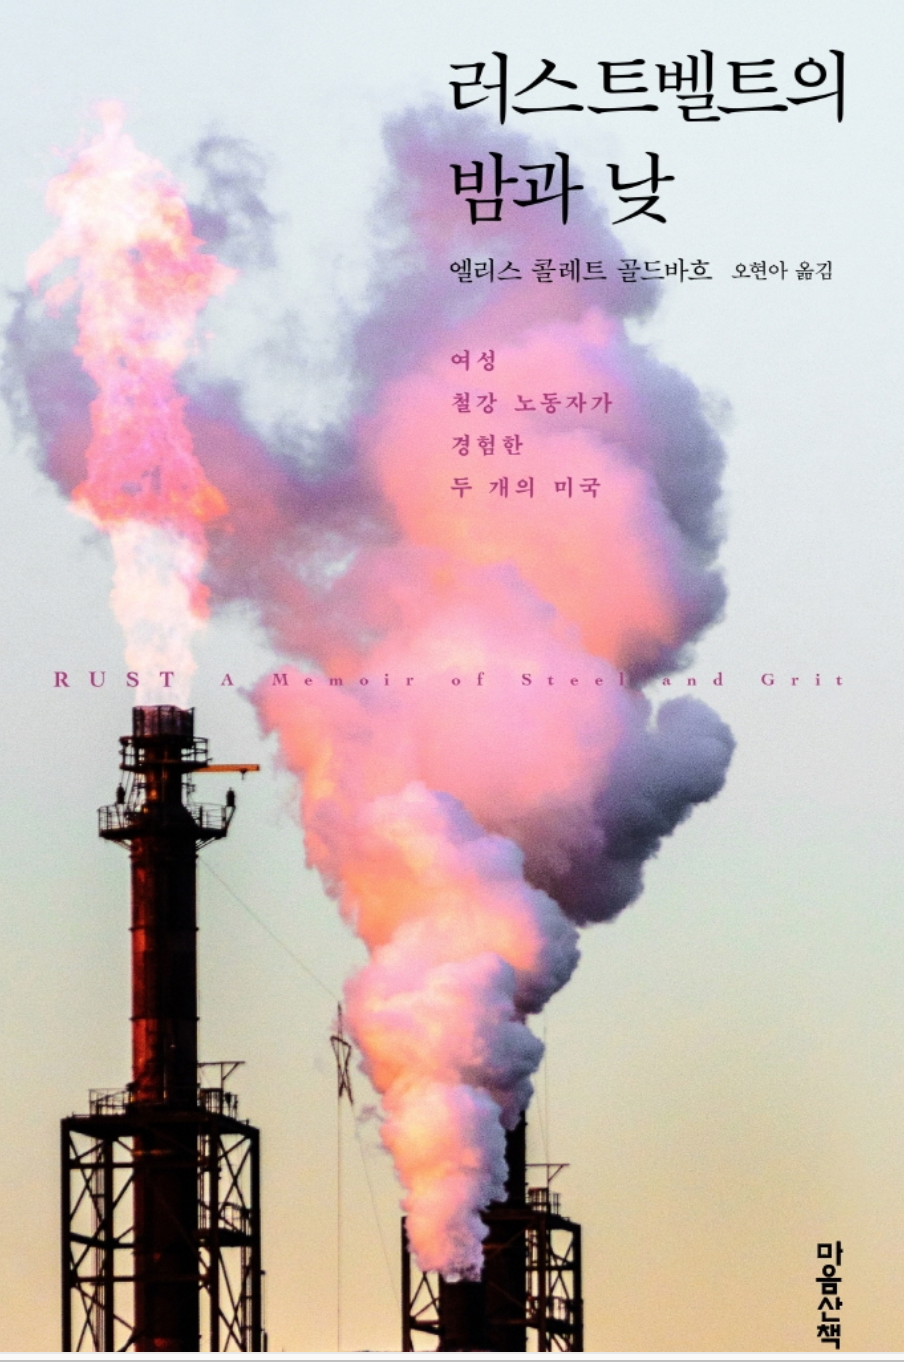 러스트벨트의
밤과 낮
엘리스 콜레트 골드바흐 오현아 옮김
여성
철강 노동자가
경험한
두 개의 미국
RUST A Memoir of Steel and Grit
마음산책